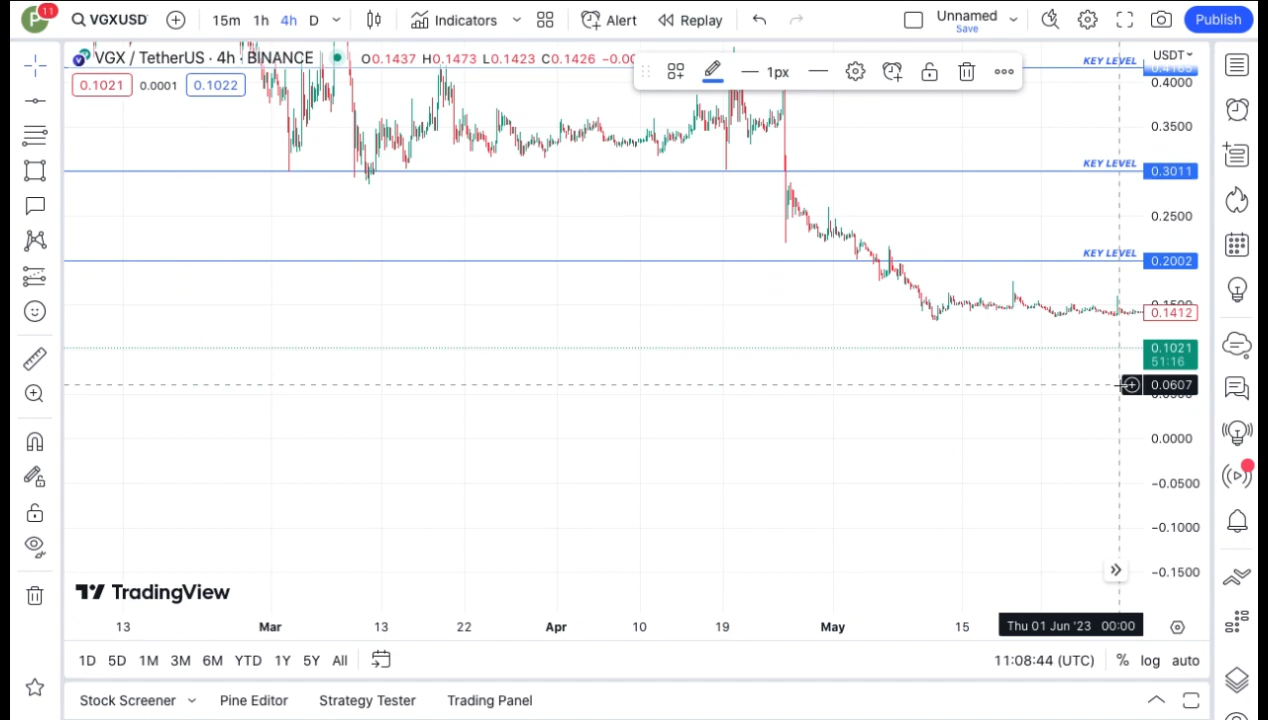 P 11 VGXUSD 15m 1h 4h D Indicators Alert Replay Unnamed Save Publish
VGX / TetherUS · 4h · BINANCE O0.1437 H0.1473 L0.1423 C0.1426 −0.00
0.1021 0.0001 0.1022
1px
USDT
KEY LEVEL
0.4000
0.3500
KEY LEVEL 0.3011
0.2500
KEY LEVEL 0.2002
0.1412
0.1021
51:16
0.0607
0.0000
−0.0500
−0.1000
−0.1500
TradingView
13 Mar 13 22 Apr 10 19 May 15 Thu 01 Jun '23 00:00
1D 5D 1M 3M 6M YTD 1Y 5Y All 11:08:44 (UTC) % log auto
Stock Screener Pine Editor Strategy Tester Trading Panel